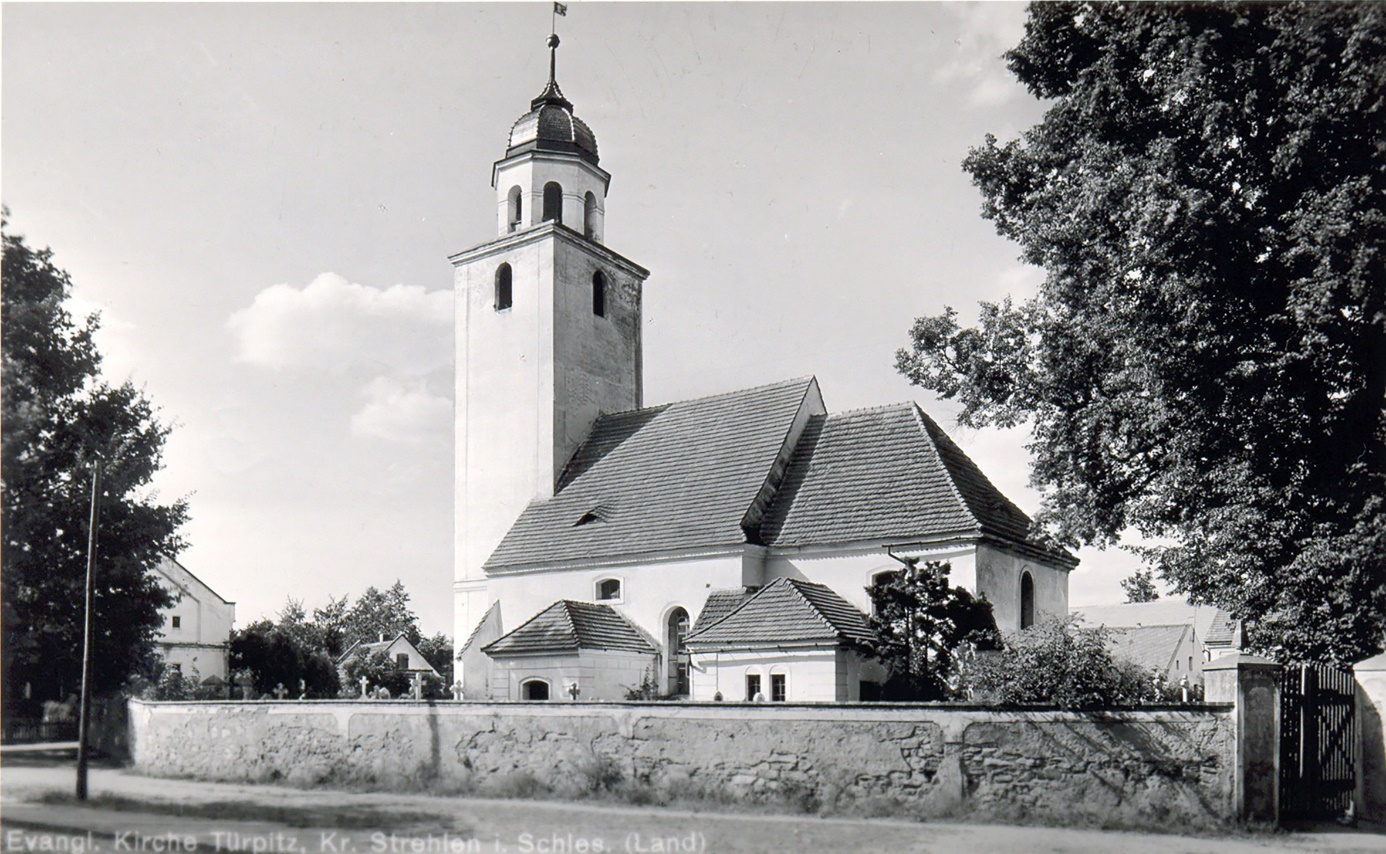 Evangl. Kirche Türpitz, Kr. Strehlen i. Schles. (Land)